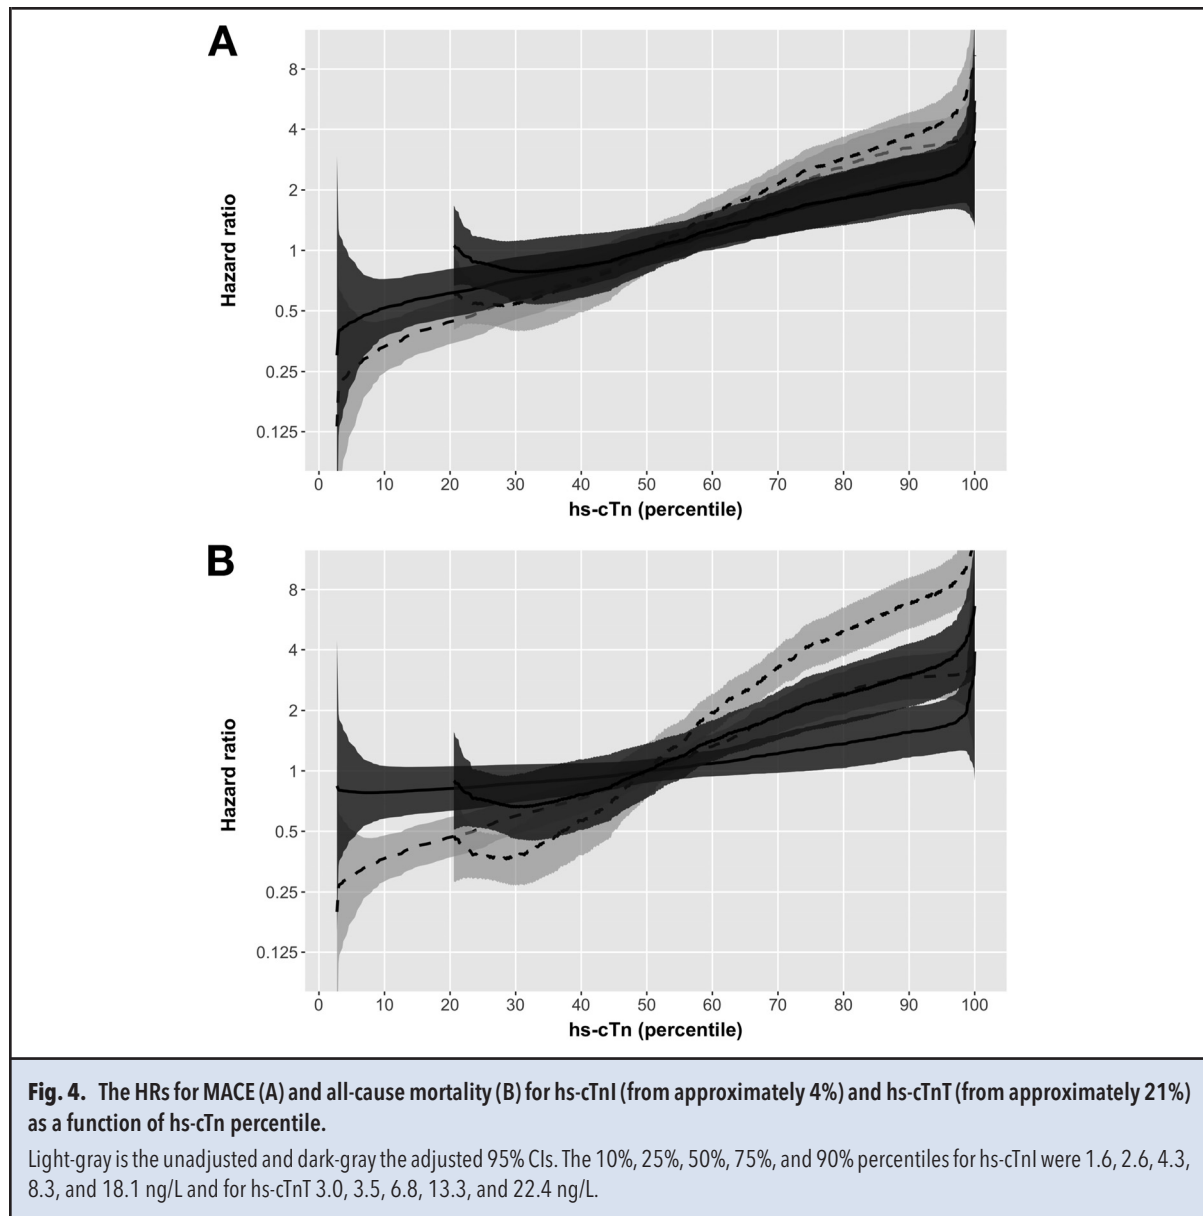 A
8
4
2
1
0.5
0.25
0.125
Hazard ratio
0 10 20 30 40 50 60 70 80 90 100
hs-cTn (percentile)
B
8
4
2
1
0.5
0.25
0.125
Hazard ratio
0 10 20 30 40 50 60 70 80 90 100
hs-cTn (percentile)
Fig. 4. The HRs for MACE (A) and all-cause mortality (B) for hs-cTnI (from approximately 4%) and hs-cTnT (from approximately 21%)
as a function of hs-cTn percentile.
Light-gray is the unadjusted and dark-gray the adjusted 95% CIs. The 10%, 25%, 50%, 75%, and 90% percentiles for hs-cTnI were 1.6, 2.6, 4.3,
8.3, and 18.1 ng/L and for hs-cTnT 3.0, 3.5, 6.8, 13.3, and 22.4 ng/L.